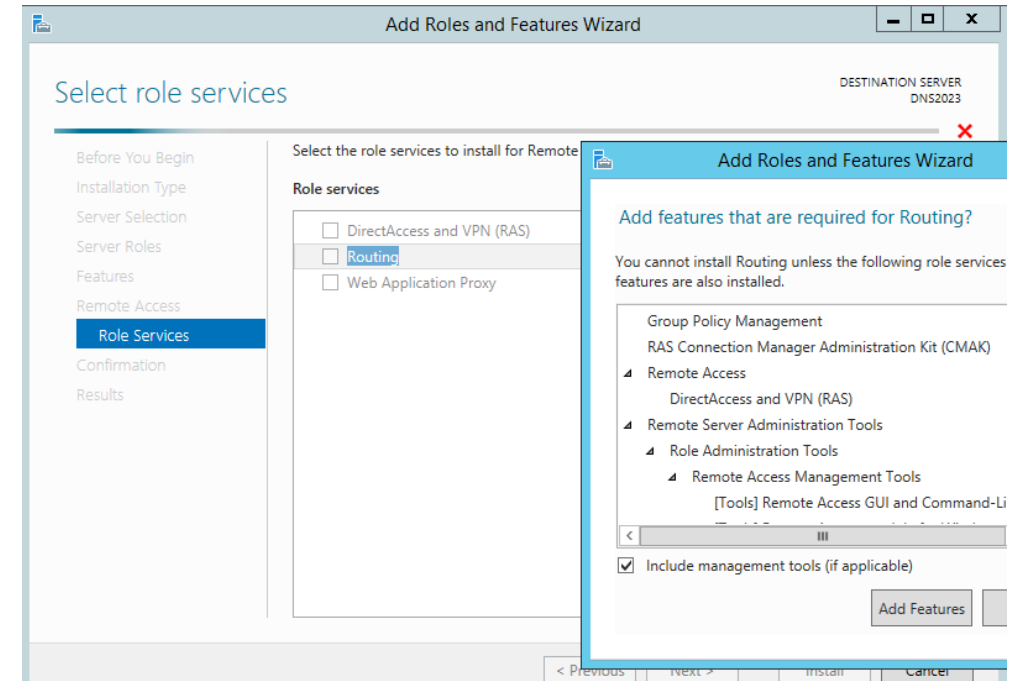 Add Roles and Features Wizard
Select role services
DESTINATION SERVER
DNS2023
Before You Begin
Installation Type
Server Selection
Server Roles
Features
Remote Access
Role Services
Confirmation
Results
Select the role services to install for Remote
Role services
DirectAccess and VPN (RAS)
Routing
Web Application Proxy
Add Roles and Features Wizard
Add features that are required for Routing?
You cannot install Routing unless the following role services
features are also installed.
Group Policy Management
RAS Connection Manager Administration Kit (CMAK)
Remote Access
DirectAccess and VPN (RAS)
Remote Server Administration Tools
Role Administration Tools
Remote Access Management Tools
[Tools] Remote Access GUI and Command-Li
Include management tools (if applicable)
Add Features
< Previous
Next >
Install
Cancel